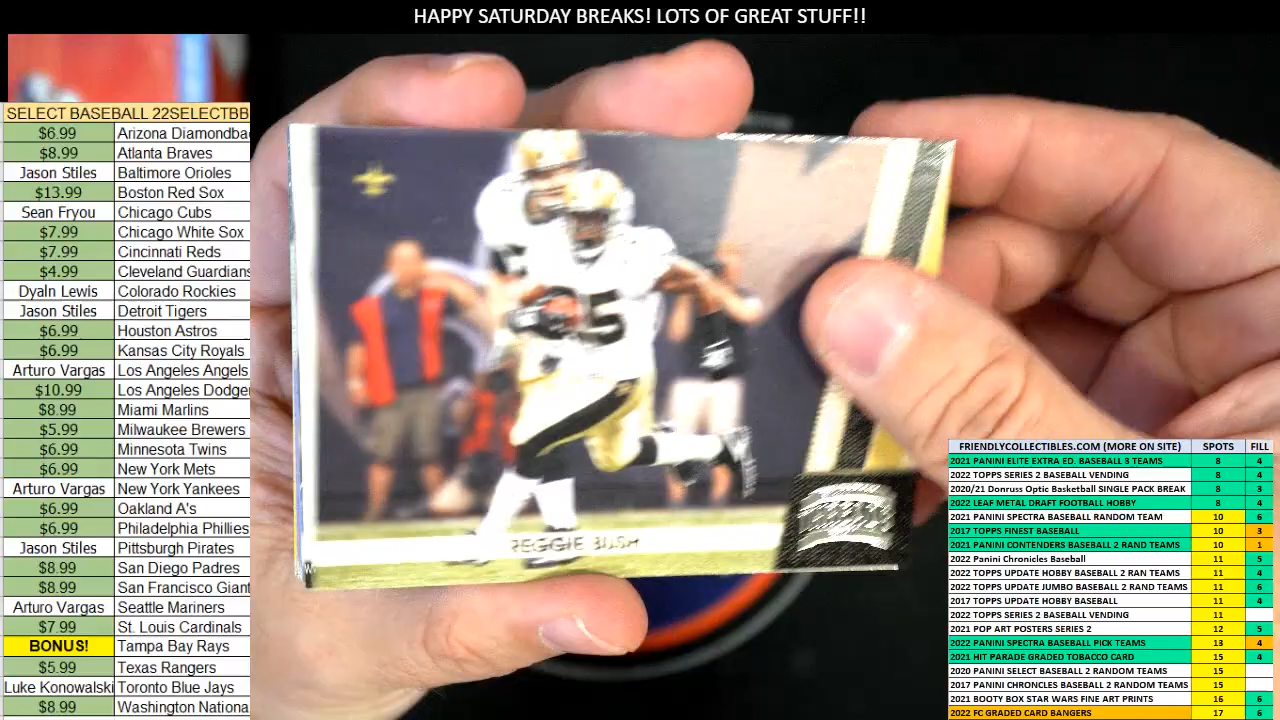 HAPPY SATURDAY BREAKS! LOTS OF GREAT STUFF!!
SELECT BASEBALL 22SELECTBB
$6.99 Arizona Diamondba
$8.99 Atlanta Braves
Jason Stiles Baltimore Orioles
$13.99 Boston Red Sox
Sean Fryou Chicago Cubs
$7.99 Chicago White Sox
$7.99 Cincinnati Reds
$4.99 Cleveland Guardians
Dyaln Lewis Colorado Rockies
Jason Stiles Detroit Tigers
$6.99 Houston Astros
$6.99 Kansas City Royals
Arturo Vargas Los Angeles Angels
$10.99 Los Angeles Dodge
$8.99 Miami Marlins
$5.99 Milwaukee Brewers
$6.99 Minnesota Twins
$6.99 New York Mets
Arturo Vargas New York Yankees
$6.99 Oakland A's
$6.99 Philadelphia Phillies
Jason Stiles Pittsburgh Pirates
$8.99 San Diego Padres
$8.99 San Francisco Giant
Arturo Vargas Seattle Mariners
$7.99 St. Louis Cardinals
BONUS! Tampa Bay Rays
$5.99 Texas Rangers
Luke Konowalski Toronto Blue Jays
$8.99 Washington Nationa
25
REGGIE BUSH
FRIENDLYCOLLECTIBLES.COM (MORE ON SITE) SPOTS FILL
2021 PANINI ELITE EXTRA ED. BASEBALL 3 TEAMS 8 4
2022 TOPPS SERIES 2 BASEBALL VENDING 8 4
2020/21 Donruss Optic Basketball SINGLE PACK BREAK 8 3
2022 LEAF METAL DRAFT FOOTBALL HOBBY 8 4
2021 PANINI SPECTRA BASEBALL RANDOM TEAM 10 6
2017 TOPPS FINEST BASEBALL 10 3
2021 PANINI CONTENDERS BASEBALL 2 RAND TEAMS 10 1
2022 Panini Chronicles Baseball 11 5
2022 TOPPS UPDATE HOBBY BASEBALL 2 RAN TEAMS 11 4
2022 TOPPS UPDATE JUMBO BASEBALL 2 RAND TEAMS 11 6
2017 TOPPS UPDATE HOBBY BASEBALL 11 4
2022 TOPPS SERIES 2 BASEBALL VENDING 11
2021 POP ART POSTERS SERIES 2 12 5
2022 PANINI SPECTRA BASEBALL PICK TEAMS 13 4
2021 HIT PARADE GRADED TOBACCO CARD 15 4
2020 PANINI SELECT BASEBALL 2 RANDOM TEAMS 15
2017 PANINI CHRONCLES BASEBALL 2 RANDOM TEAMS 15
2021 BOOTY BOX STAR WARS FINE ART PRINTS 16 6
2022 FC GRADED CARD BANGERS 17 6